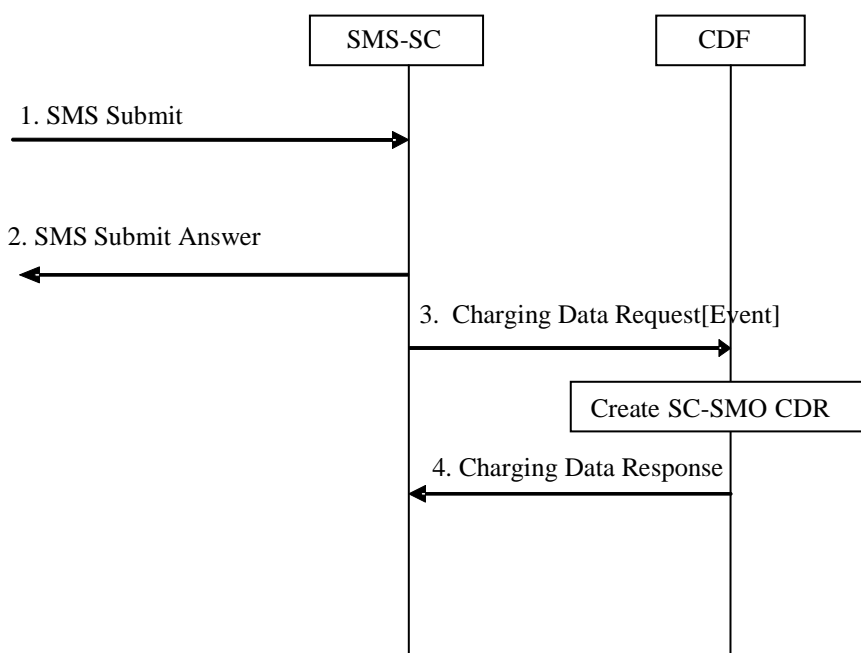 SMS-SC
CDF
1. SMS Submit
2. SMS Submit Answer
3. Charging Data Request[Event]
Create SC-SMO CDR
4. Charging Data Response